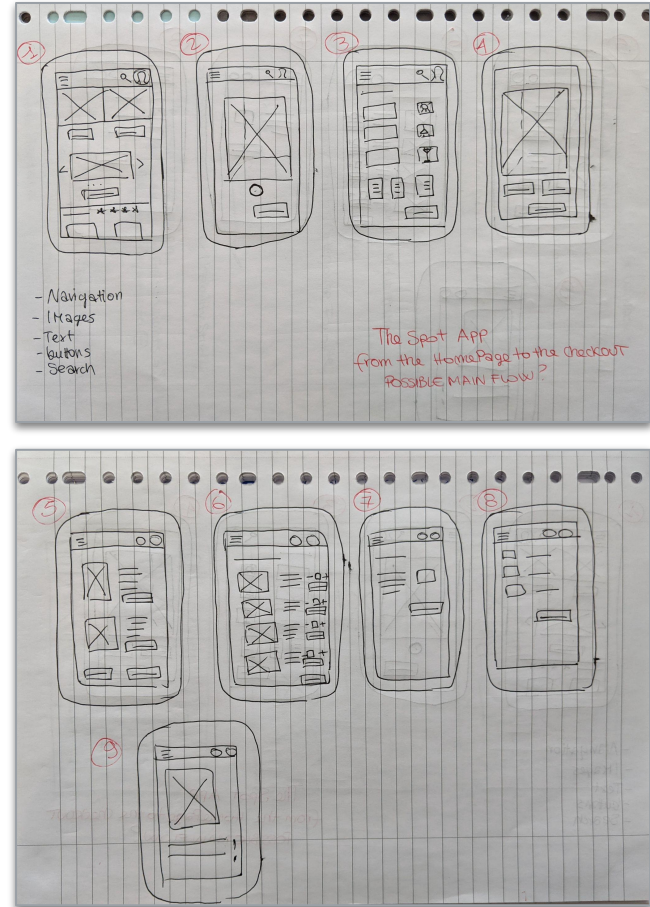 1
2
3
4
- Navigation
- IMages
- Text
- buttons
- Search
The Spot App
from the HomePage to the checkout
POSSIBLE MAIN FLOW?
5
6
7
8
9